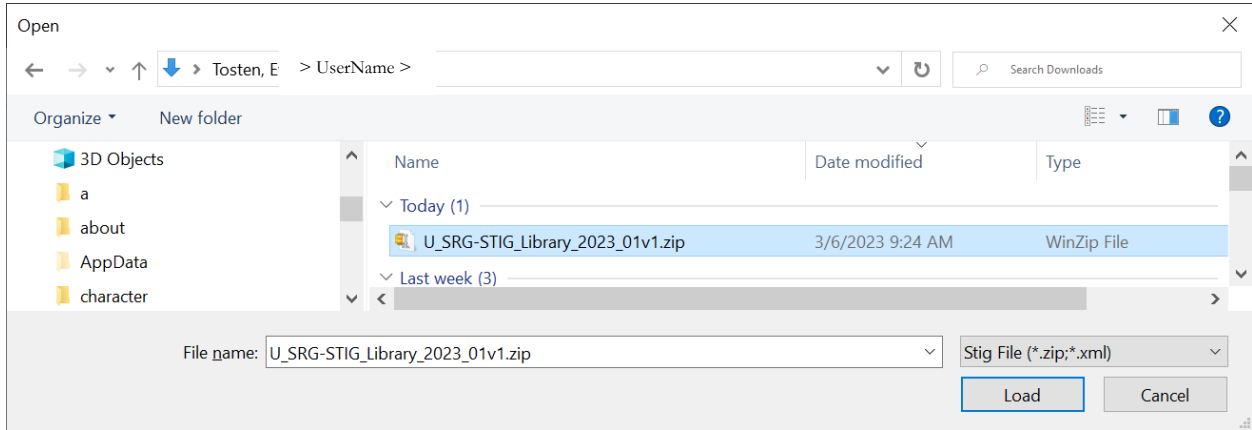 Open
Tosten, E > UserName >
Search Downloads
Organize
New folder
3D Objects
a
about
AppData
character
Name Date modified Type
Today (1)
U_SRG-STIG_Library_2023_01v1.zip 3/6/2023 9:24 AM WinZip File
Last week (3)
File name: U_SRG-STIG_Library_2023_01v1.zip Stig File (*.zip;*.xml)
Load Cancel